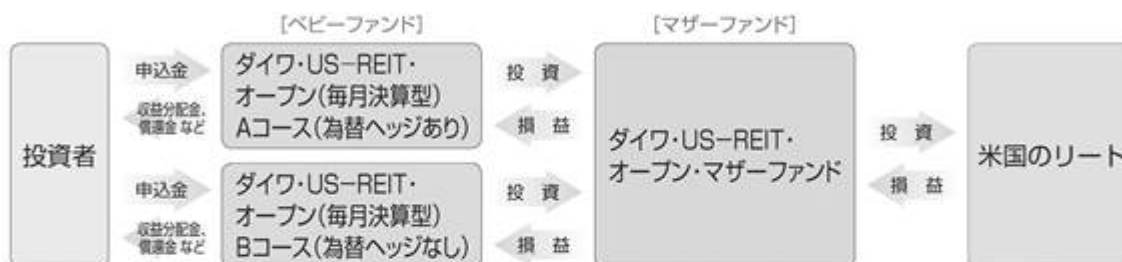 [ベビーファンド]
[マザーファンド]
投資者
申込金
収益分配金、
償還金 など
ダイワ・US-REIT・
オープン(毎月決算型)
Aコース(為替ヘッジあり)
投 資
損 益
申込金
収益分配金、
償還金 など
ダイワ・US-REIT・
オープン(毎月決算型)
Bコース(為替ヘッジなし)
投 資
損 益
ダイワ・US-REIT・
オープン・マザーファンド
投 資
損 益
米国のリート